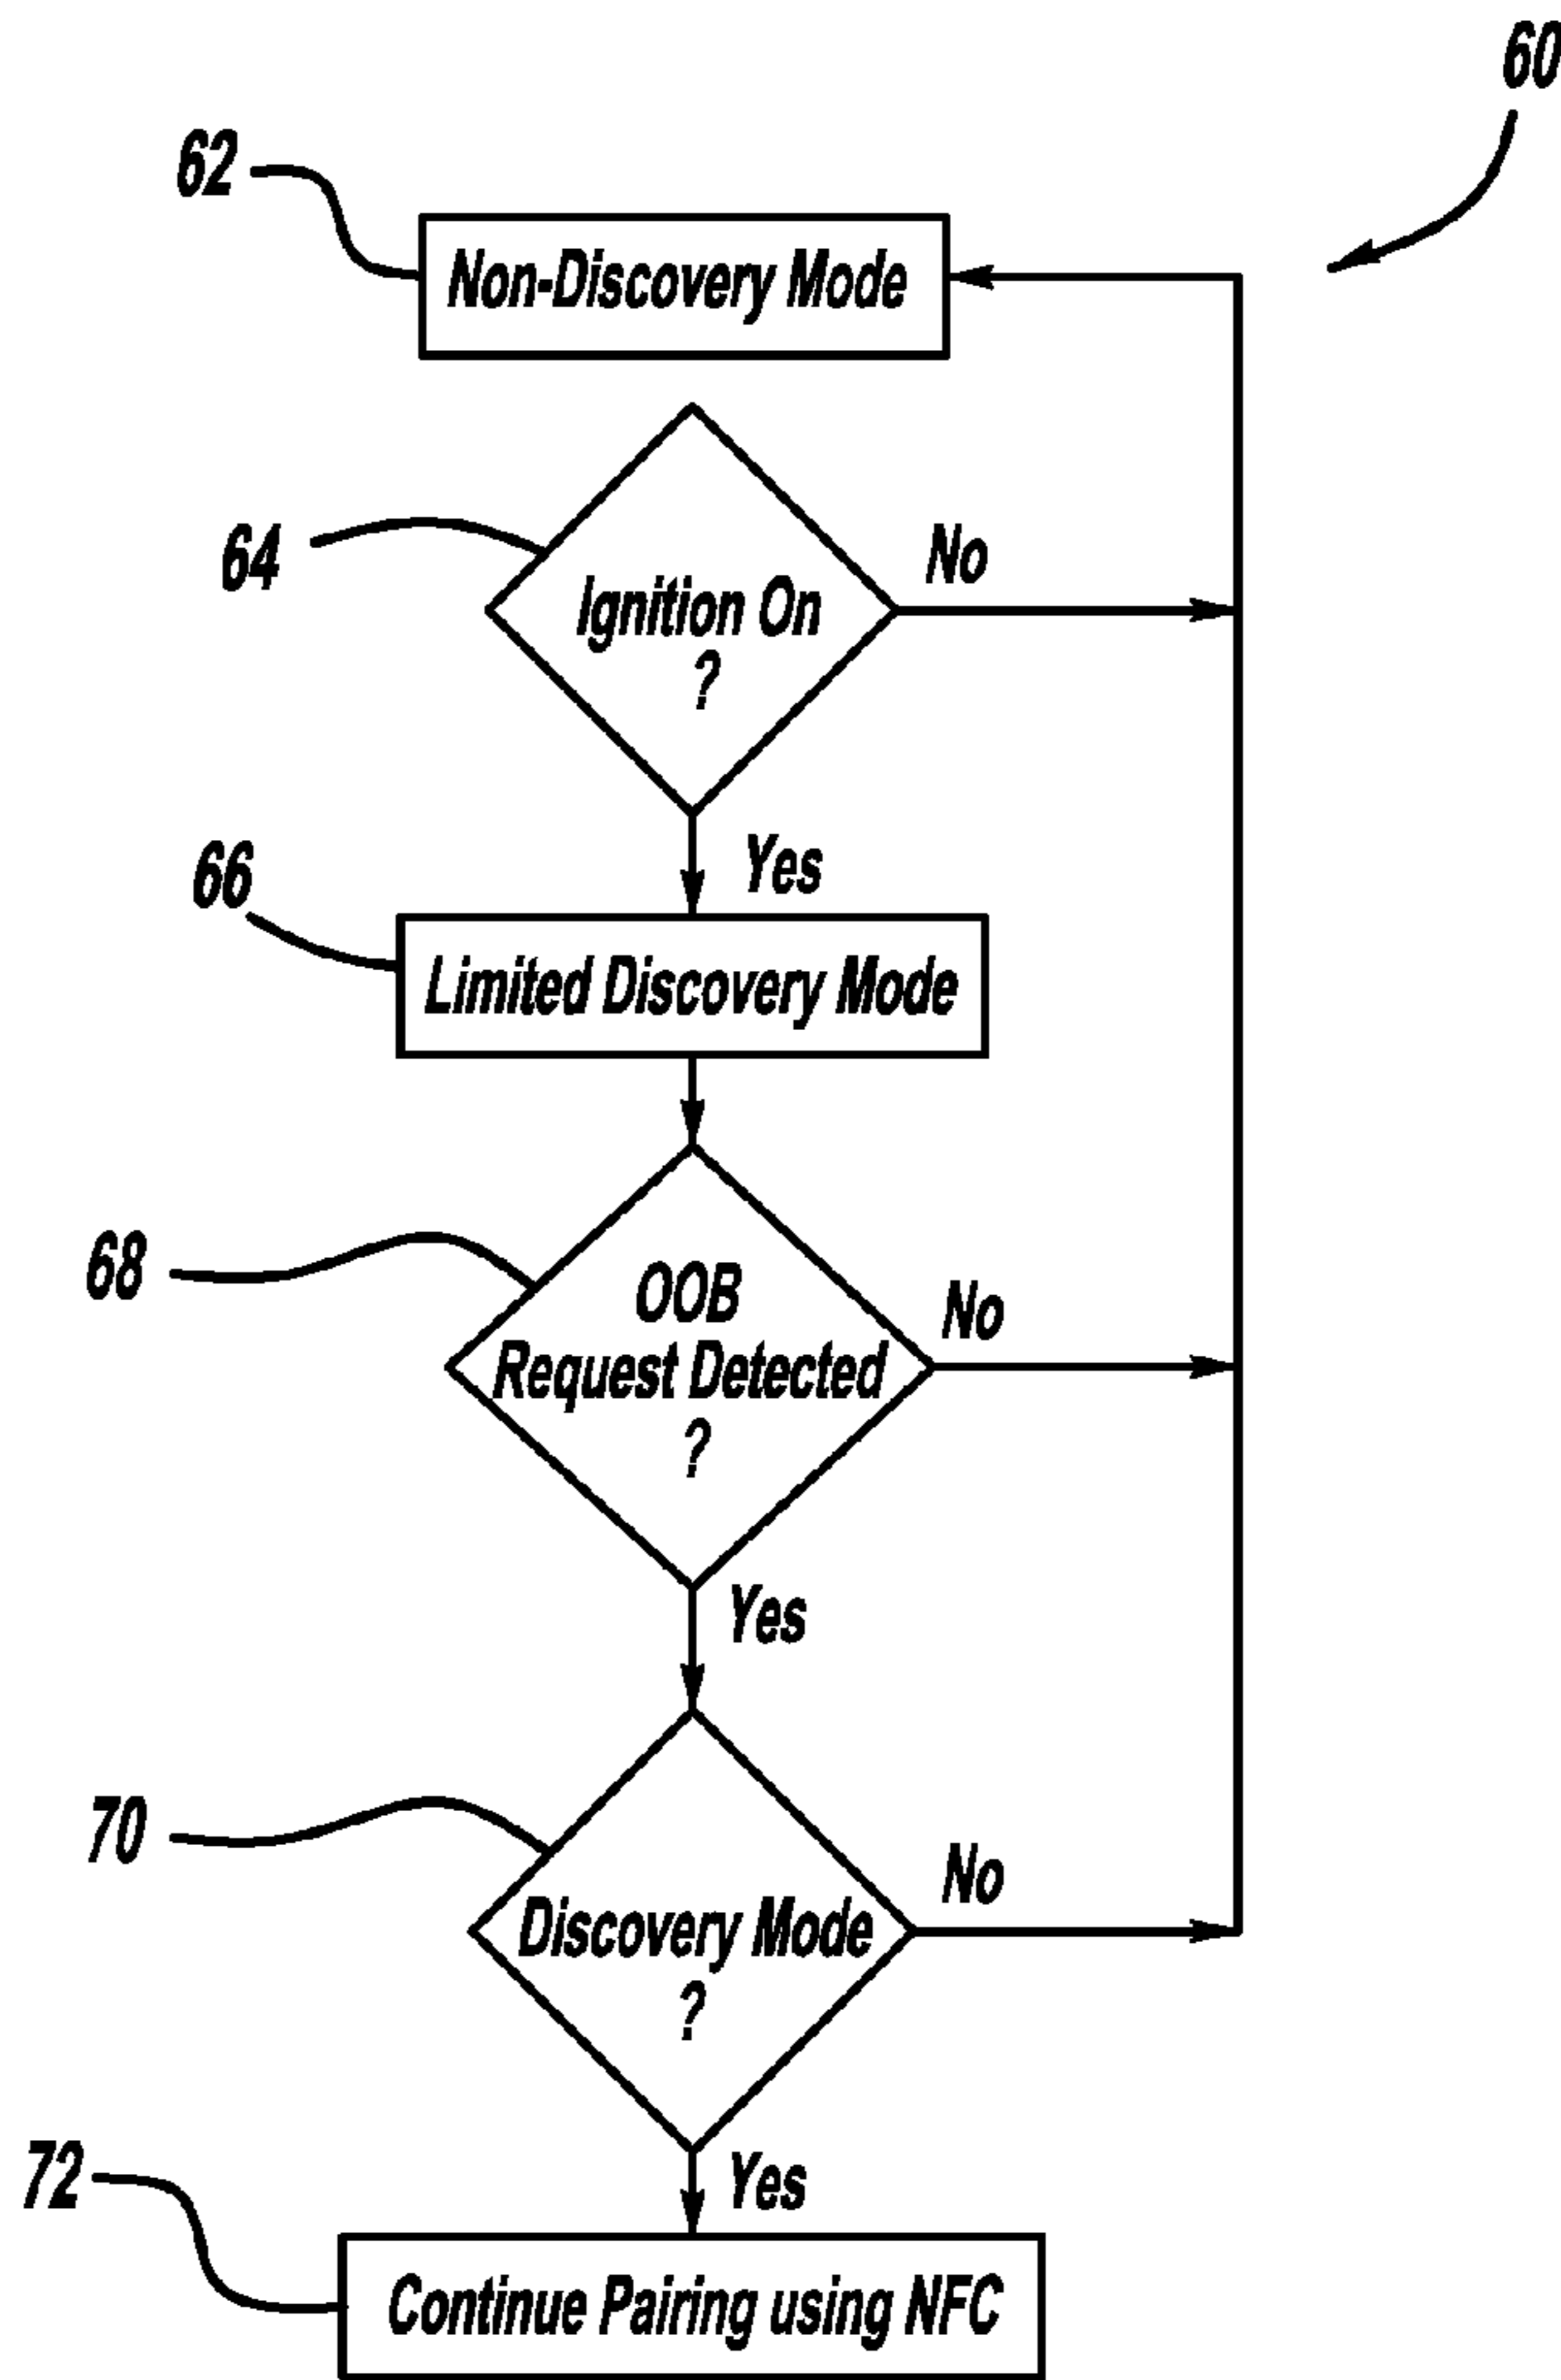 60
62
Non-Discovery Mode
64
No
Ignition On
?
Yes
66
Limited Discovery Mode
68
OOB
No
Request Detected
?
Yes
70
No
Discovery Mode
?
Yes
72
Continue Pairing using NFC